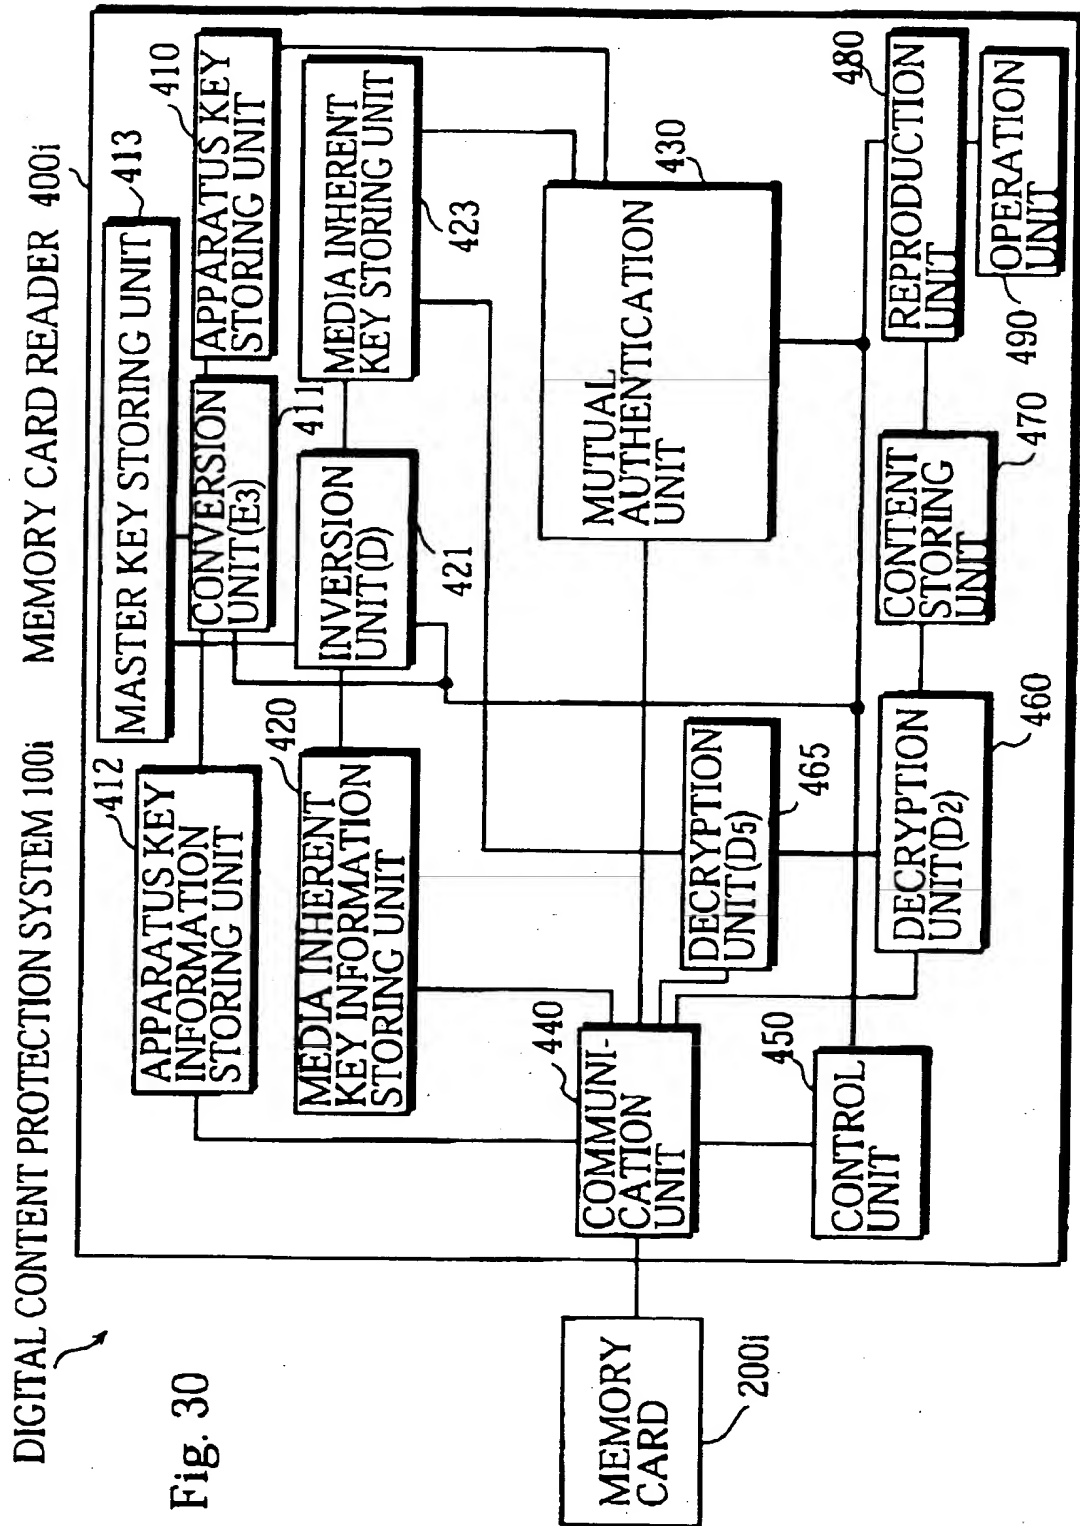 DIGITAL CONTENT PROTECTION SYSTEM 100i
MEMORY CARD READER 400i
Fig. 30
MASTER KEY STORING UNIT
413
APPARATUS KEY
INFORMATION
STORING UNIT
412
CONVERSION
UNIT(E3)
411
APPARATUS KEY
STORING UNIT
410
MEDIA INHERENT
KEY INFORMATION
STORING UNIT
420
INVERSION
UNIT(D)
421
MEDIA INHERENT
KEY STORING UNIT
423
MEMORY
CARD
200i
COMMUNI-
CATION
UNIT
440
MUTUAL
AUTHENTICATION
UNIT
430
DECRYPTION
UNIT(D5)
465
CONTROL
UNIT
450
DECRYPTION
UNIT(D2)
460
CONTENT
STORING
UNIT
470
REPRODUCTION
UNIT
480
OPERATION
UNIT
490